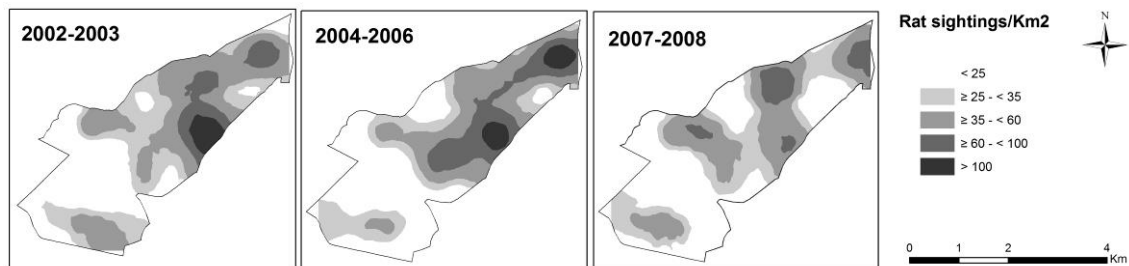 2002-2003
2004-2006
2007-2008
Rat sightings/Km2
N
< 25
≥ 25 - < 35
≥ 35 - < 60
≥ 60 - < 100
> 100
0 1 2 4
Km